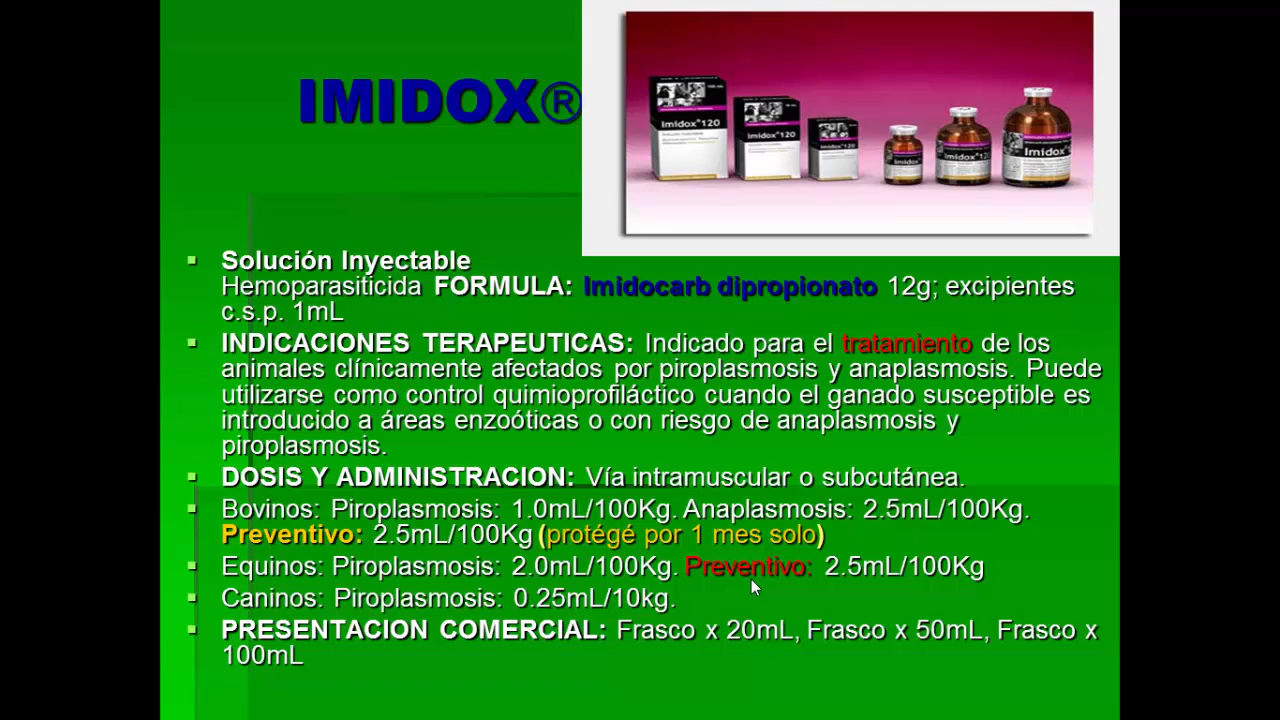 IMIDOX®
Imidox®120
Imidox®120
Imidox®120
Solución Inyectable
Hemoparasiticida FORMULA: Imidocarb dipropionato 12g; excipientes
c.s.p. 1mL
INDICACIONES TERAPEUTICAS: Indicado para el tratamiento de los
animales clínicamente afectados por piroplasmosis y anaplasmosis. Puede
utilizarse como control quimioprofiláctico cuando el ganado susceptible es
introducido a áreas enzoóticas o con riesgo de anaplasmosis y
piroplasmosis.
DOSIS Y ADMINISTRACION: Vía intramuscular o subcutánea.
Bovinos: Piroplasmosis: 1.0mL/100Kg. Anaplasmosis: 2.5mL/100Kg.
Preventivo: 2.5mL/100Kg (protégé por 1 mes solo)
Equinos: Piroplasmosis: 2.0mL/100Kg. Preventivo: 2.5mL/100Kg
Caninos: Piroplasmosis: 0.25mL/10kg.
PRESENTACION COMERCIAL: Frasco x 20mL, Frasco x 50mL, Frasco x
100mL